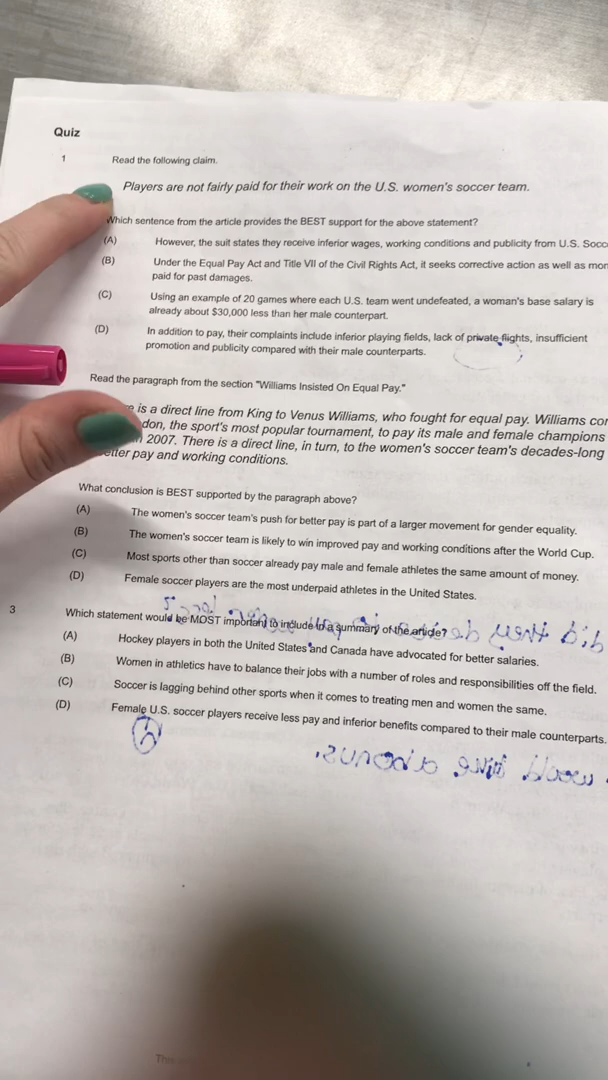 Quiz
1 Read the following claim.
Players are not fairly paid for their work on the U.S. women's soccer team.
Which sentence from the article provides the BEST support for the above statement?
(A) However, the suit states they receive inferior wages, working conditions and publicity from U.S.
(B) Under the Equal Pay Act and Title VII of the Civil Rights Act, it seeks corrective action as well as
paid for past damages.
(C) Using an example of 20 games where each U.S. team went undefeated, a woman's base salary is
already about $30,000 less than her male counterpart.
(D) In addition to pay, their complaints include inferior playing fields, lack of private flights, insufficient
promotion and publicity compared with their male counterparts.
Read the paragraph from the section "Williams Insisted On Equal Pay."
is a direct line from King to Venus Williams, who fought for equal pay. Williams
the sport's most popular tournament, to pay its male and female champions
2007. There is a direct line, in turn, to the women's soccer team's decades-long
pay and working conditions.
What conclusion is BEST supported by the paragraph above?
(A) The women's soccer team's push for better pay is part of a larger movement for gender equality.
(B) The women's soccer team is likely to win improved pay and working conditions after the World Cup.
(C) Most sports other than soccer already pay male and female athletes the same amount of money.
(D) Female soccer players are the most underpaid athletes in the United States.
3 Which statement would be MOST important to include in a summary of the article?
(A) Hockey players in both the United States and Canada have advocated for better salaries.
(B) Women in athletics have to balance their jobs with a number of roles and responsibilities off the field.
(C) Soccer is lagging behind other sports when it comes to treating men and women the same.
(D) Female U.S. soccer players receive less pay and inferior benefits compared to their male counterparts.